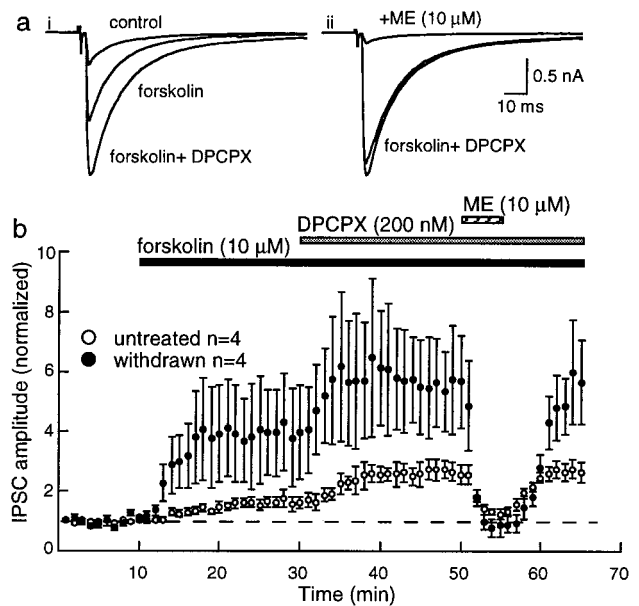 a i
control
forskolin
forskolin+ DPCPX
ii
+ME (10 μM)
0.5 nA
10 ms
forskolin+ DPCPX
b
ME (10 μM)
DPCPX (200 nM)
forskolin (10 μM)
untreated n=4
withdrawn n=4
IPSC amplitude (normalized)
10
8
6
4
2
0
10 20 30 40 50 60 70
Time (min)